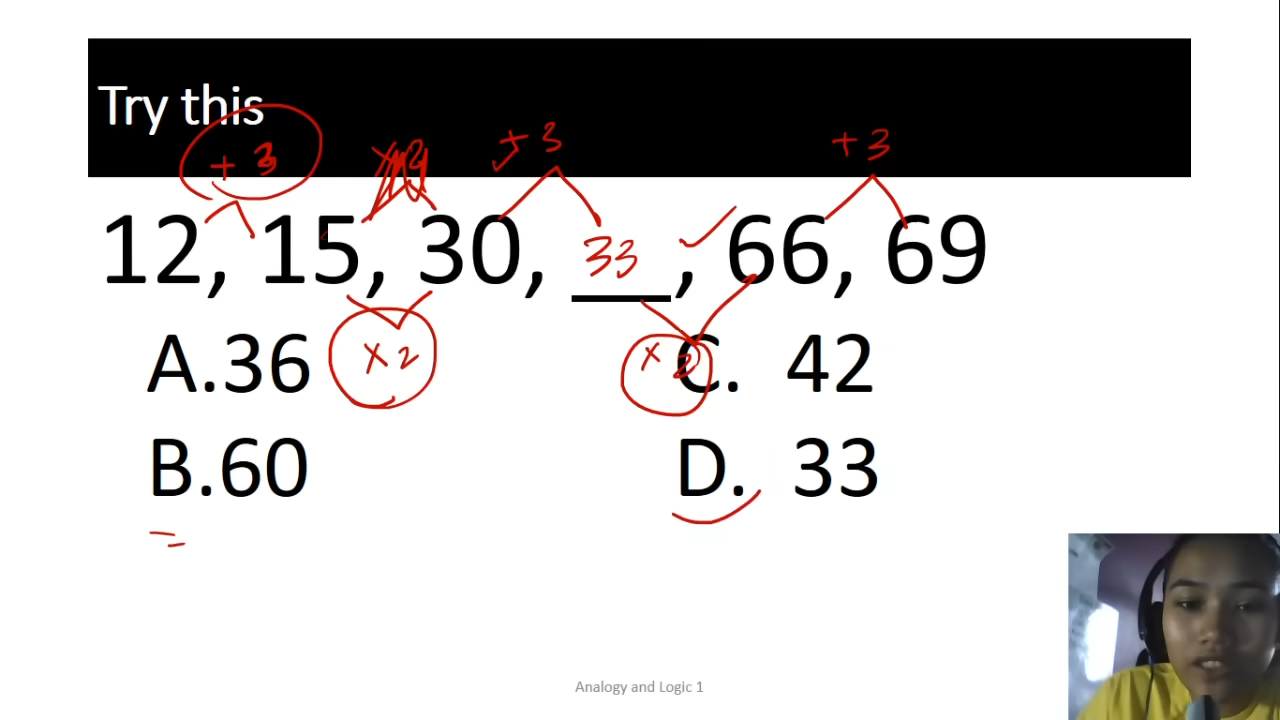 Try this
+ 3
+ 3
+ 3
12, 15, 30, 33, 66, 69
A.36
x 2
x 2
C. 42
B.60
D. 33
Analogy and Logic 1